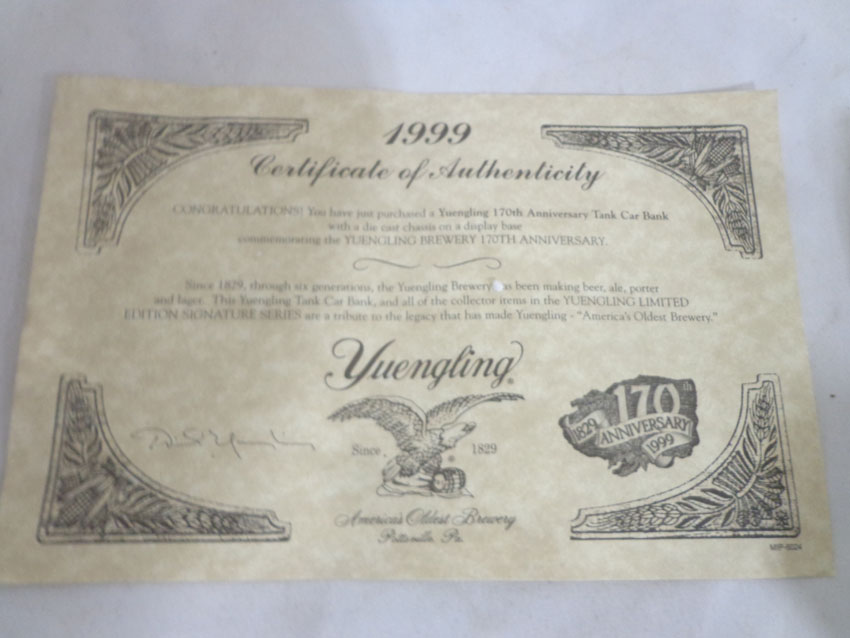 1999
Certificate of Authenticity
CONGRATULATIONS! You have just purchased a Yuengling 170th Anniversary Tank Car Bank
with a die cast chassis on a display base
commemorating the YUENGLING BREWERY 170TH ANNIVERSARY.
Since 1829, through six generations, the Yuengling Brewery as been making beer, ale, porter
and lager. This Yuengling Tank Car Bank, and all of the collector items in the YUENGLING LIMITED
EDITION SIGNATURE SERIES are a tribute to the legacy that has made Yuengling - "America's Oldest Brewery."
Yuengling®
Since 1829
®
America's Oldest Brewery
Pottsville, Pa.
170th
1829 ANNIVERSARY 1999